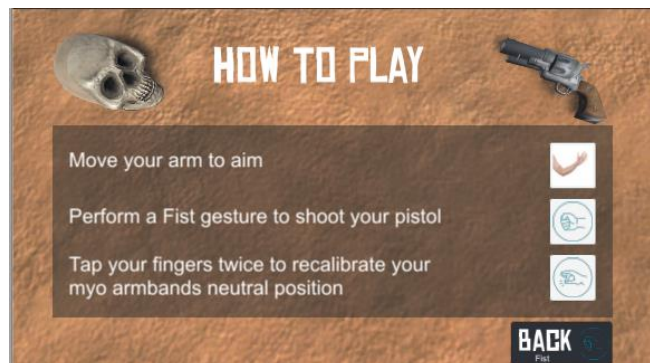 HOW TO PLAY
Move your arm to aim
Perform a Fist gesture to shoot your pistol
Tap your fingers twice to recalibrate your
myo armbands neutral position
BACK
Fist